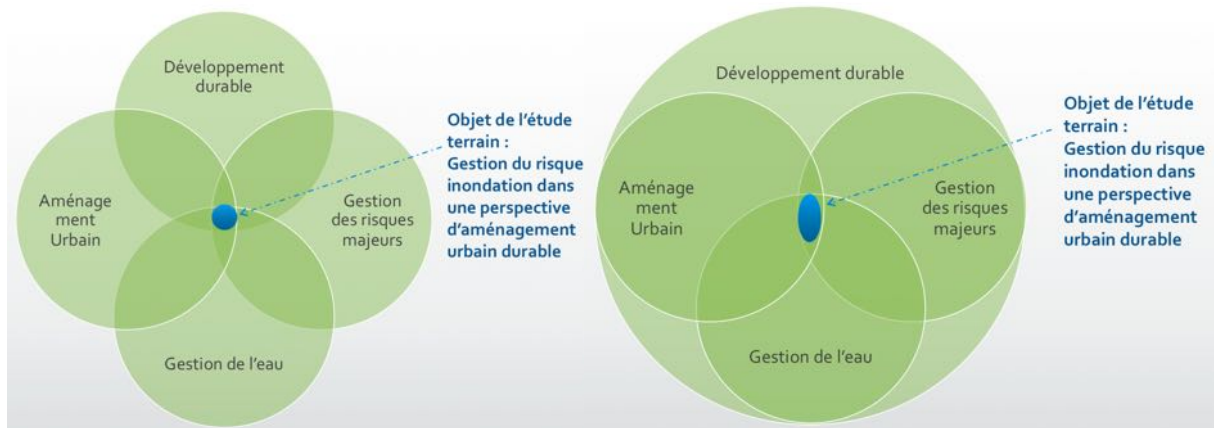 Développement
durable
Aménage
ment
Urbain
Gestion
des risques
majeurs
Gestion de l'eau
Objet de l'étude
terrain :
Gestion du risque
inondation dans
une perspective
d'aménagement
urbain durable
Développement durable
Aménage
ment
Urbain
Gestion
des risques
majeurs
Gestion de l'eau
Objet de l'étude
terrain :
Gestion du risque
inondation dans
une perspective
d'aménagement
urbain durable